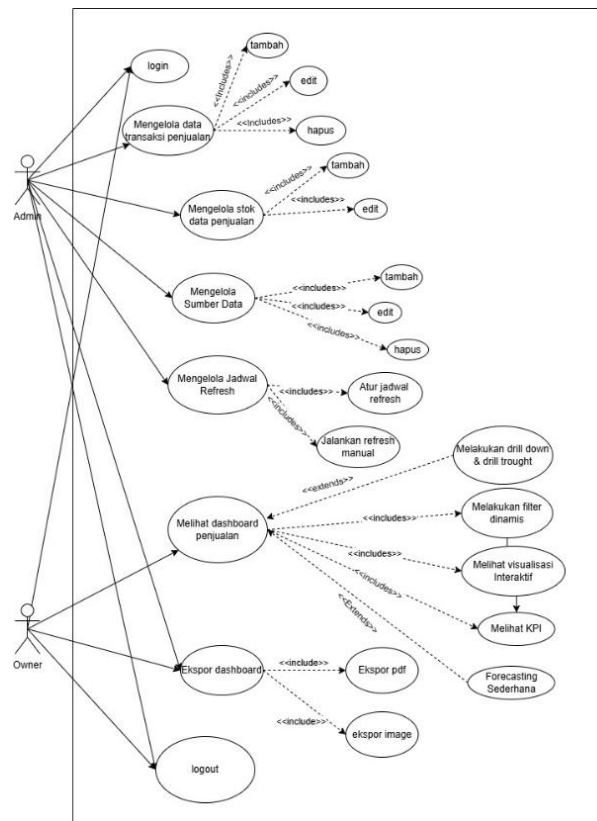 tambah
login
<<Includes>>
edit
<<includes>>
Mengelola data
transaksi penjualan
<<Includes>>
hapus
tambah
<<includes>>
Admin
Mengelola stok
data penjualan
<<includes>>
edit
<<includes>>
tambah
Mengelola
Sumber Data
<<includes>>
edit
<<includes>>
hapus
Mengelola Jadwal
Refresh
<<includes>>
Atur jadwal
refresh
<<includes>>
Jalankan refresh
manual
Melakukan drill down
& drill trought
<<extends>>
Melihat dashboard
penjualan
<<includes>>
Melakukan filter
dinamis
<<includes>>
Melihat visualisasi
Interaktif
<<includes>>
Melihat KPI
<<Extends>>
Owner
Ekspor dashboard
<<include>>
Ekspor pdf
Forecasting
Sederhana
<<include>>
ekspor image
logout